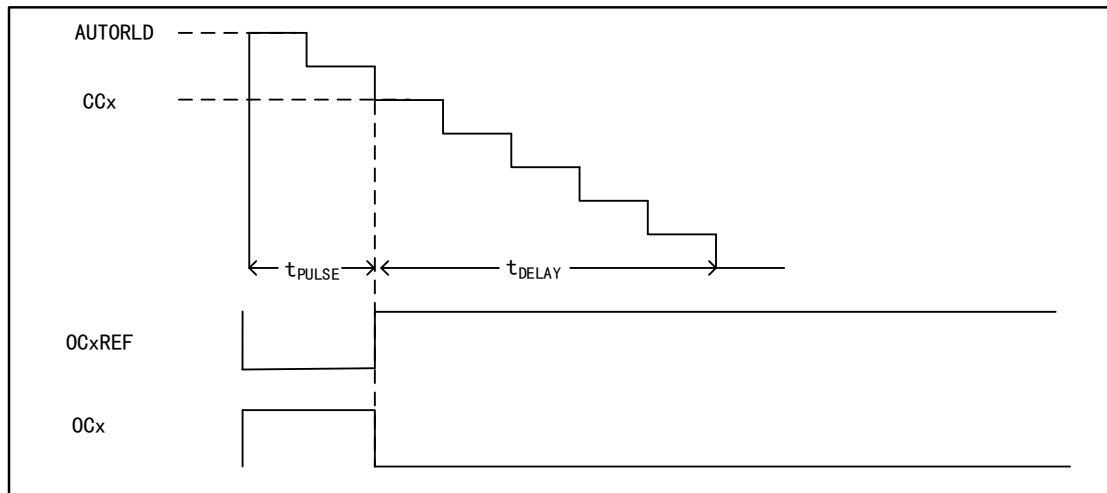 AUTORLD
CCx
tPULSE
tDELAY
OCxREF
OCx